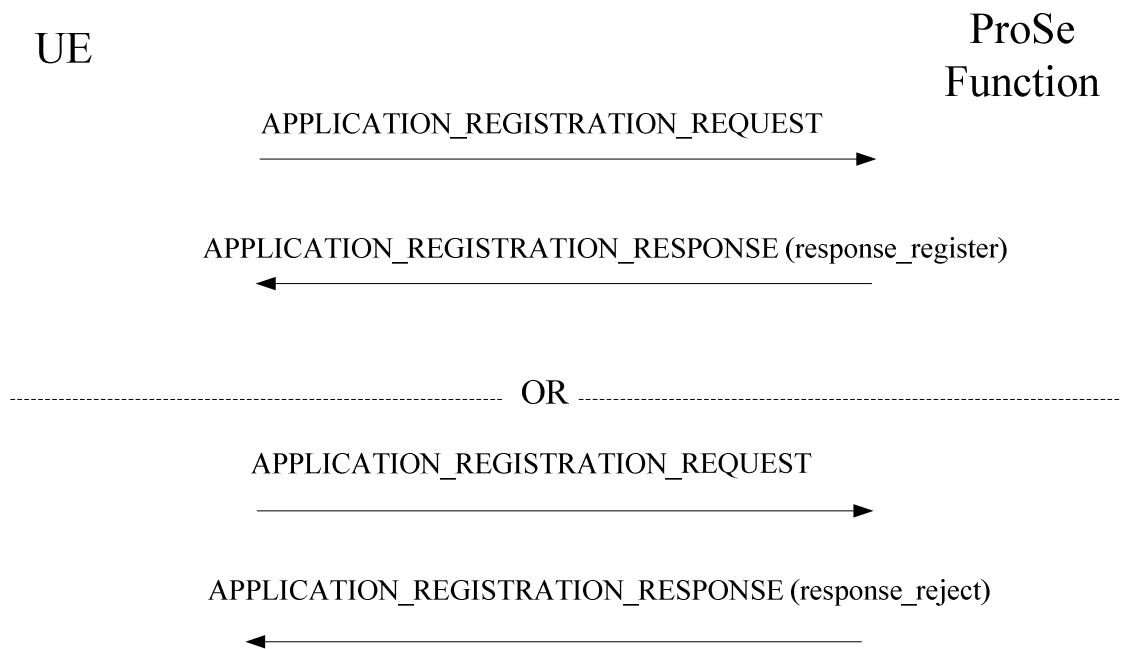 UE
ProSe
Function
APPLICATION_REGISTRATION_REQUEST
APPLICATION_REGISTRATION_RESPONSE (response_register)
OR
APPLICATION_REGISTRATION_REQUEST
APPLICATION_REGISTRATION_RESPONSE (response_reject)